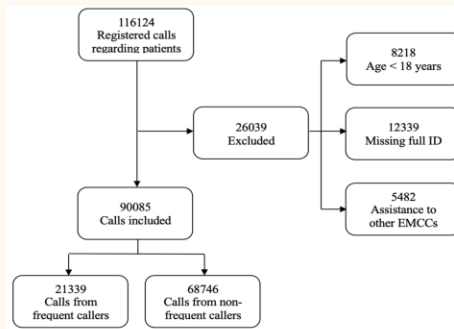 116124
Registered calls
regarding patients
8218
Age < 18 years
26039
Excluded
12339
Missing full ID
5482
Assistance to
other EMCCs
90085
Calls included
21339
Calls from
frequent callers
68746
Calls from non-
frequent callers